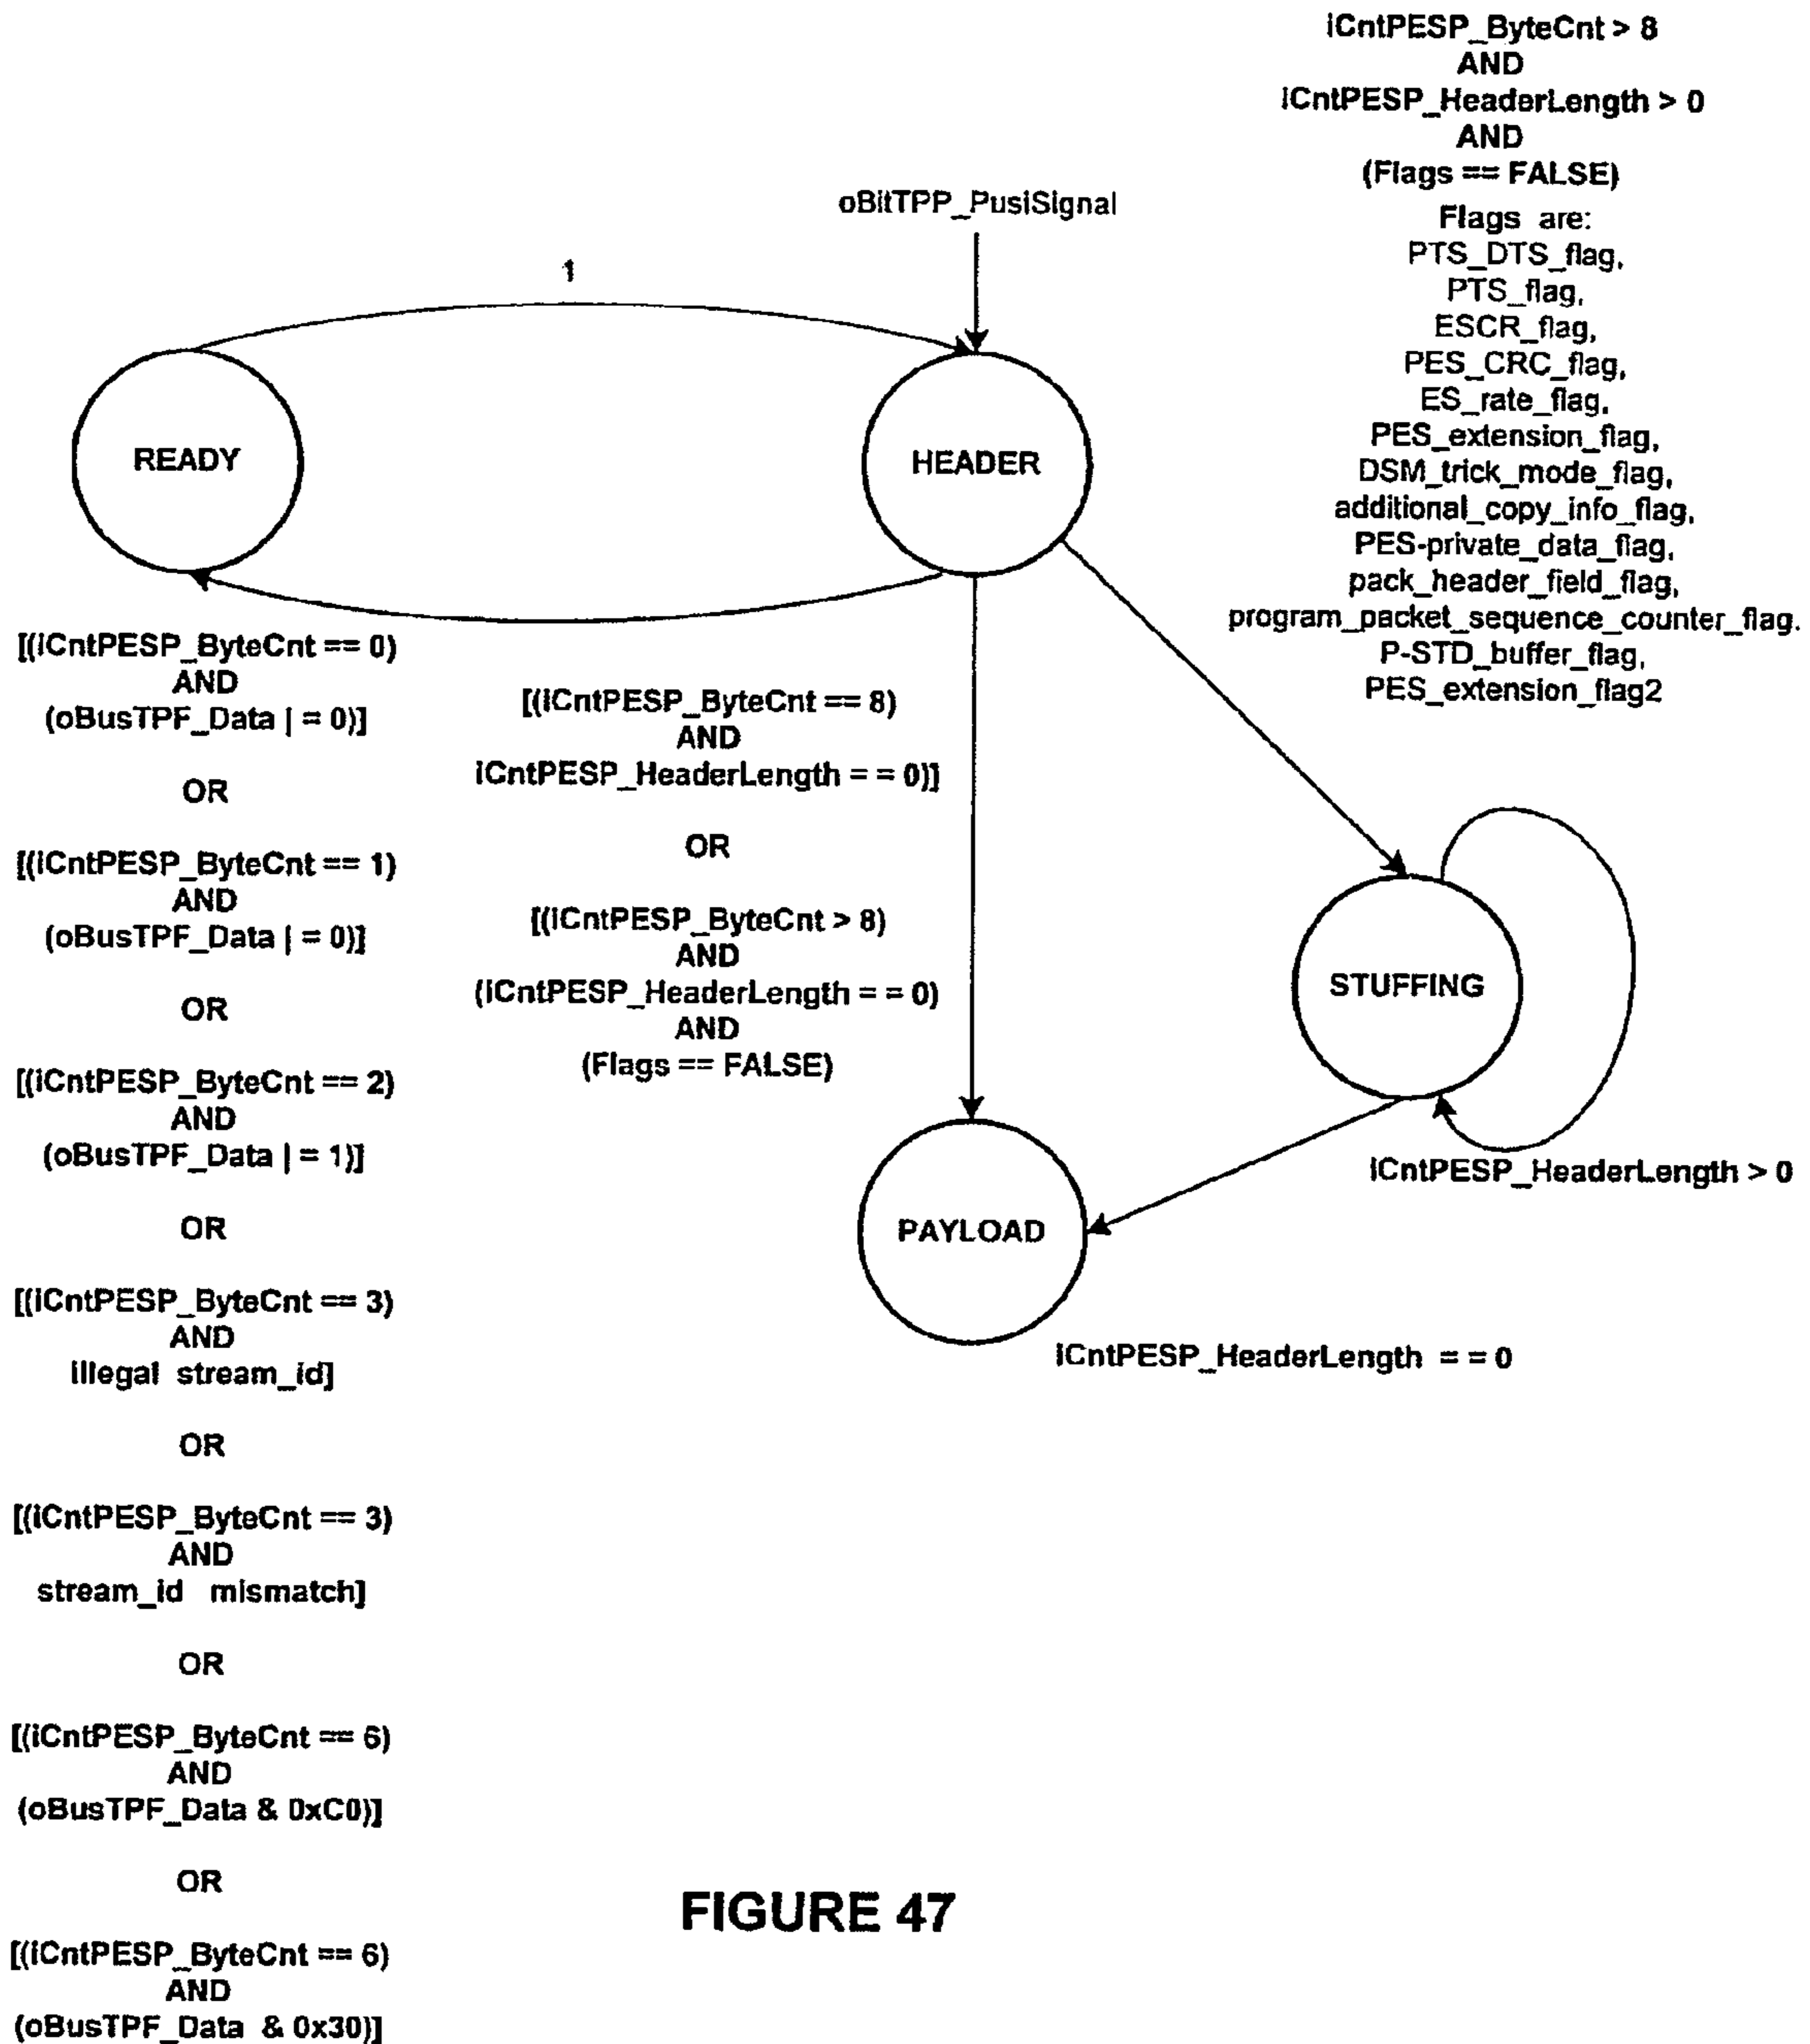 iCntPESP_ByteCnt > 8
AND
iCntPESP_HeaderLength > 0
AND
(Flags == FALSE)
Flags are:
PTS_DTS_flag,
PTS_flag,
ESCR_flag,
PES_CRC_flag,
ES_rate_flag,
PES_extension_flag,
DSM_trick_mode_flag,
additional_copy_info_flag,
PES-private_data_flag,
pack_header_field_flag,
program_packet_sequence_counter_flag.
P-STD_buffer_flag,
PES_extension_flag2
oBitTPP_PusiSignal
1
READY
HEADER
[(iCntPESP_ByteCnt == 0)
AND
(oBusTPF_Data | = 0)]
OR
[(iCntPESP_ByteCnt == 1)
AND
(oBusTPF_Data | = 0)]
OR
[(iCntPESP_ByteCnt == 2)
AND
(oBusTPF_Data | = 1)]
OR
[(iCntPESP_ByteCnt == 3)
AND
illegal stream_id]
OR
[(iCntPESP_ByteCnt == 3)
AND
stream_id mismatch]
OR
[(iCntPESP_ByteCnt == 6)
AND
(oBusTPF_Data & 0xC0)]
OR
[(iCntPESP_ByteCnt == 6)
AND
(oBusTPF_Data & 0x30)]
[(iCntPESP_ByteCnt == 8)
AND
iCntPESP_HeaderLength = = 0)]
OR
[(iCntPESP_ByteCnt > 8)
AND
(iCntPESP_HeaderLength = = 0)
AND
(Flags == FALSE)
STUFFING
iCntPESP_HeaderLength > 0
PAYLOAD
iCntPESP_HeaderLength = = 0
FIGURE 47